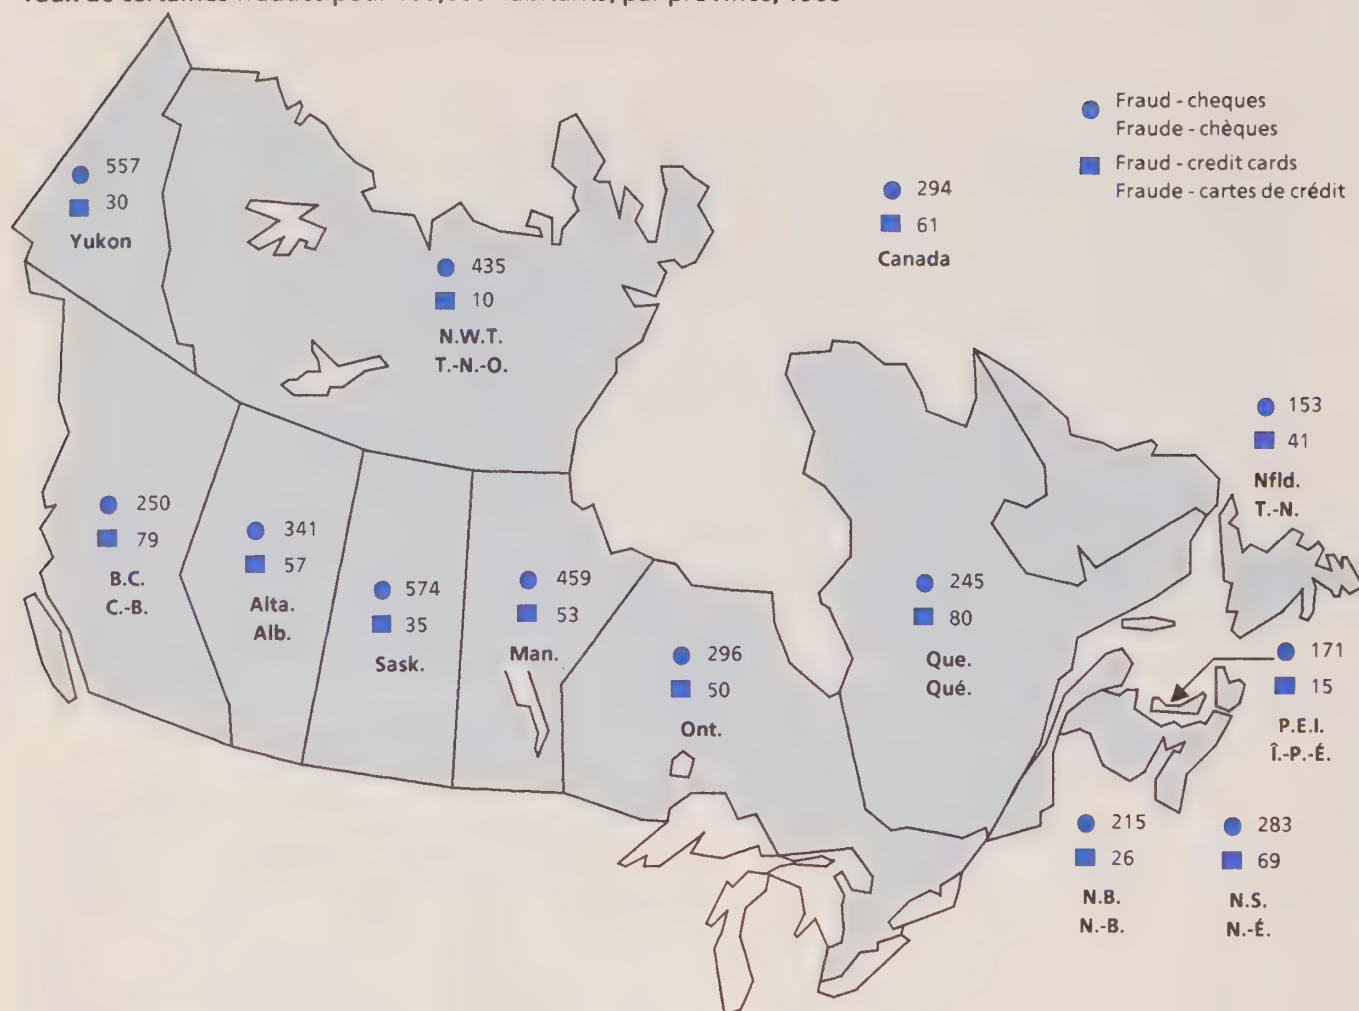 Fraud - cheques
Fraude - chèques
Fraud - credit cards
Fraude - cartes de crédit
557
30
Yukon
435
10
N.W.T.
T.-N.-O.
294
61
Canada
153
41
Nfld.
T.-N.
250
79
B.C.
C.-B.
341
57
Alta.
Alb.
574
35
Sask.
459
53
Man.
296
50
Ont.
245
80
Que.
Qué.
171
15
P.E.I.
Î.-P.-É.
215
26
N.B.
N.-B.
283
69
N.S.
N.-É.